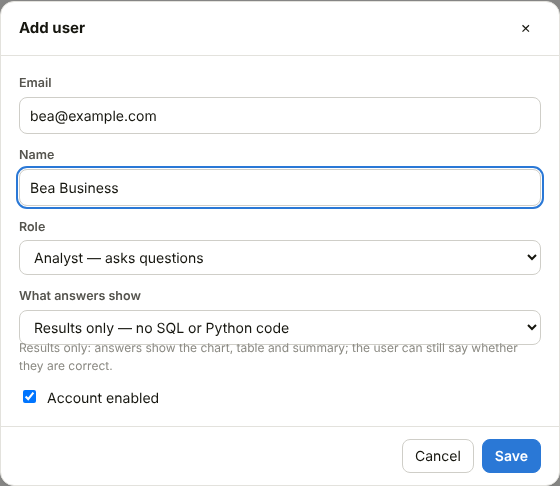 Add user
×
Email
bea@example.com
Name
Bea Business
Role
Analyst — asks questions
What answers show
Results only — no SQL or Python code
Results only: answers show the chart, table and summary; the user can still say whether
they are correct.
Account enabled
Cancel
Save